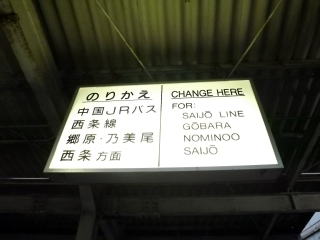 のりかえ
中国JRバス
西条線
郷原・乃美尾
西条方面
CHANGE HERE
FOR:
SAIJŌ LINE
GŌBARA
NOMINOO
SAIJŌ